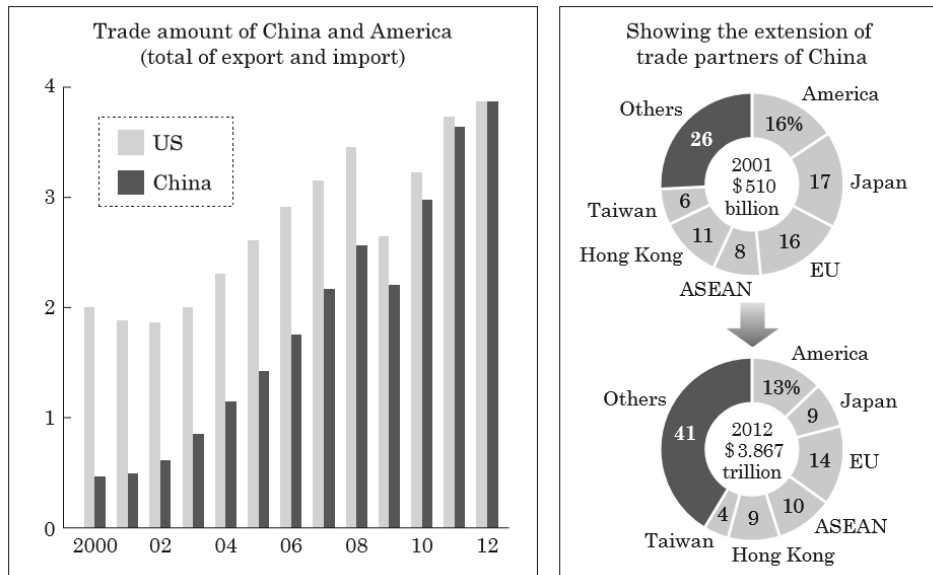 Trade amount of China and America
(total of export and import)
4
3
2
1
0
US
China
2000
02
04
06
08
10
12
Showing the extension of
trade partners of China
America
16%
Japan
17
EU
16
ASEAN
8
Hong Kong
11
Taiwan
6
Others
26
2001
$510
billion
America
13%
Japan
9
EU
14
ASEAN
10
Hong Kong
9
Taiwan
4
Others
41
2012
$3.867
trillion